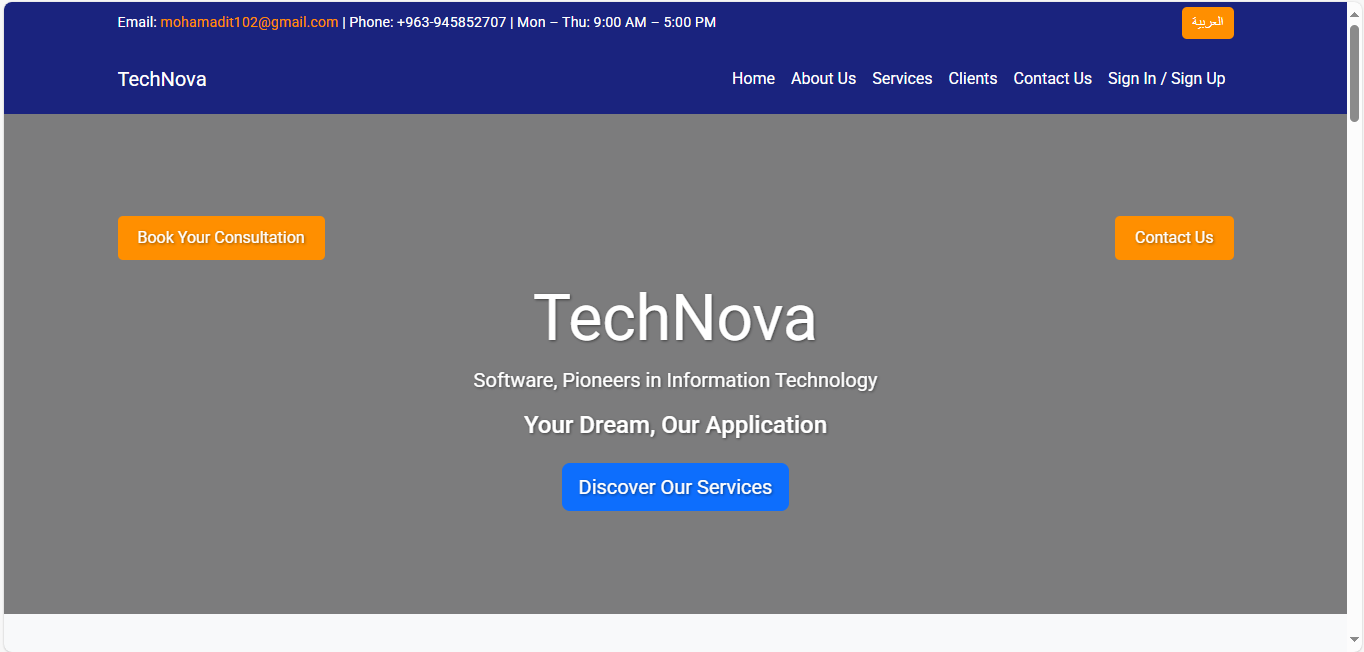 Email: mohamadit102@gmail.com | Phone: +963-945852707 | Mon – Thu: 9:00 AM – 5:00 PM
العربية
TechNova
Home About Us Services Clients Contact Us Sign In / Sign Up
Book Your Consultation
Contact Us
TechNova
Software, Pioneers in Information Technology
Your Dream, Our Application
Discover Our Services